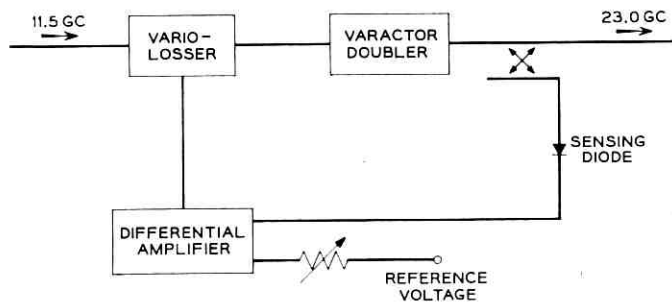 11.5 GC
VARIO-
LOSSER
VARACTOR
DOUBLER
23.0 GC
SENSING
DIODE
DIFFERENTIAL
AMPLIFIER
REFERENCE
VOLTAGE